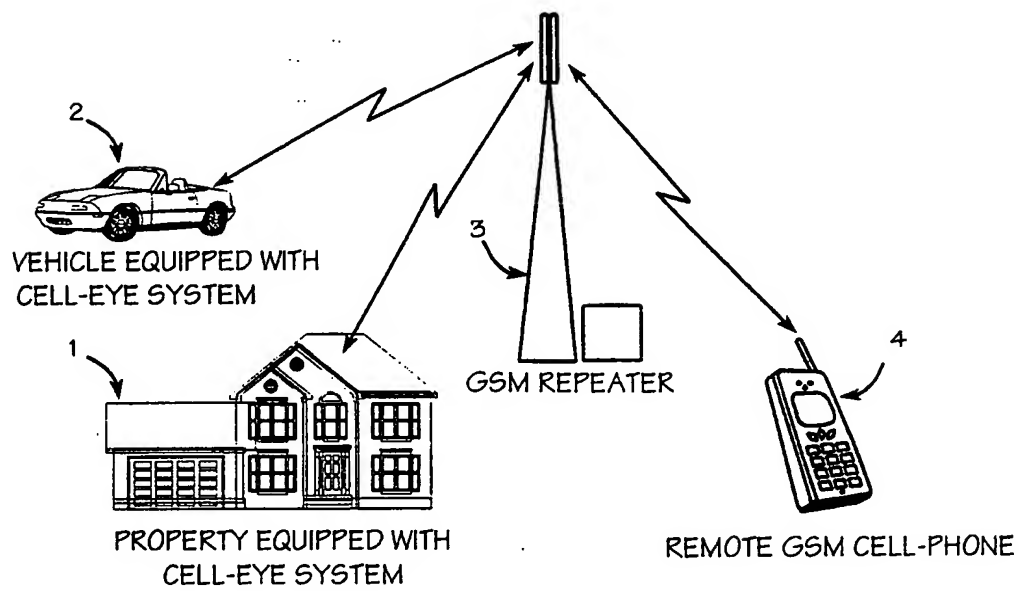 2
VEHICLE EQUIPPED WITH
CELL-EYE SYSTEM
3
GSM REPEATER
1
PROPERTY EQUIPPED WITH
CELL-EYE SYSTEM
4
REMOTE GSM CELL-PHONE